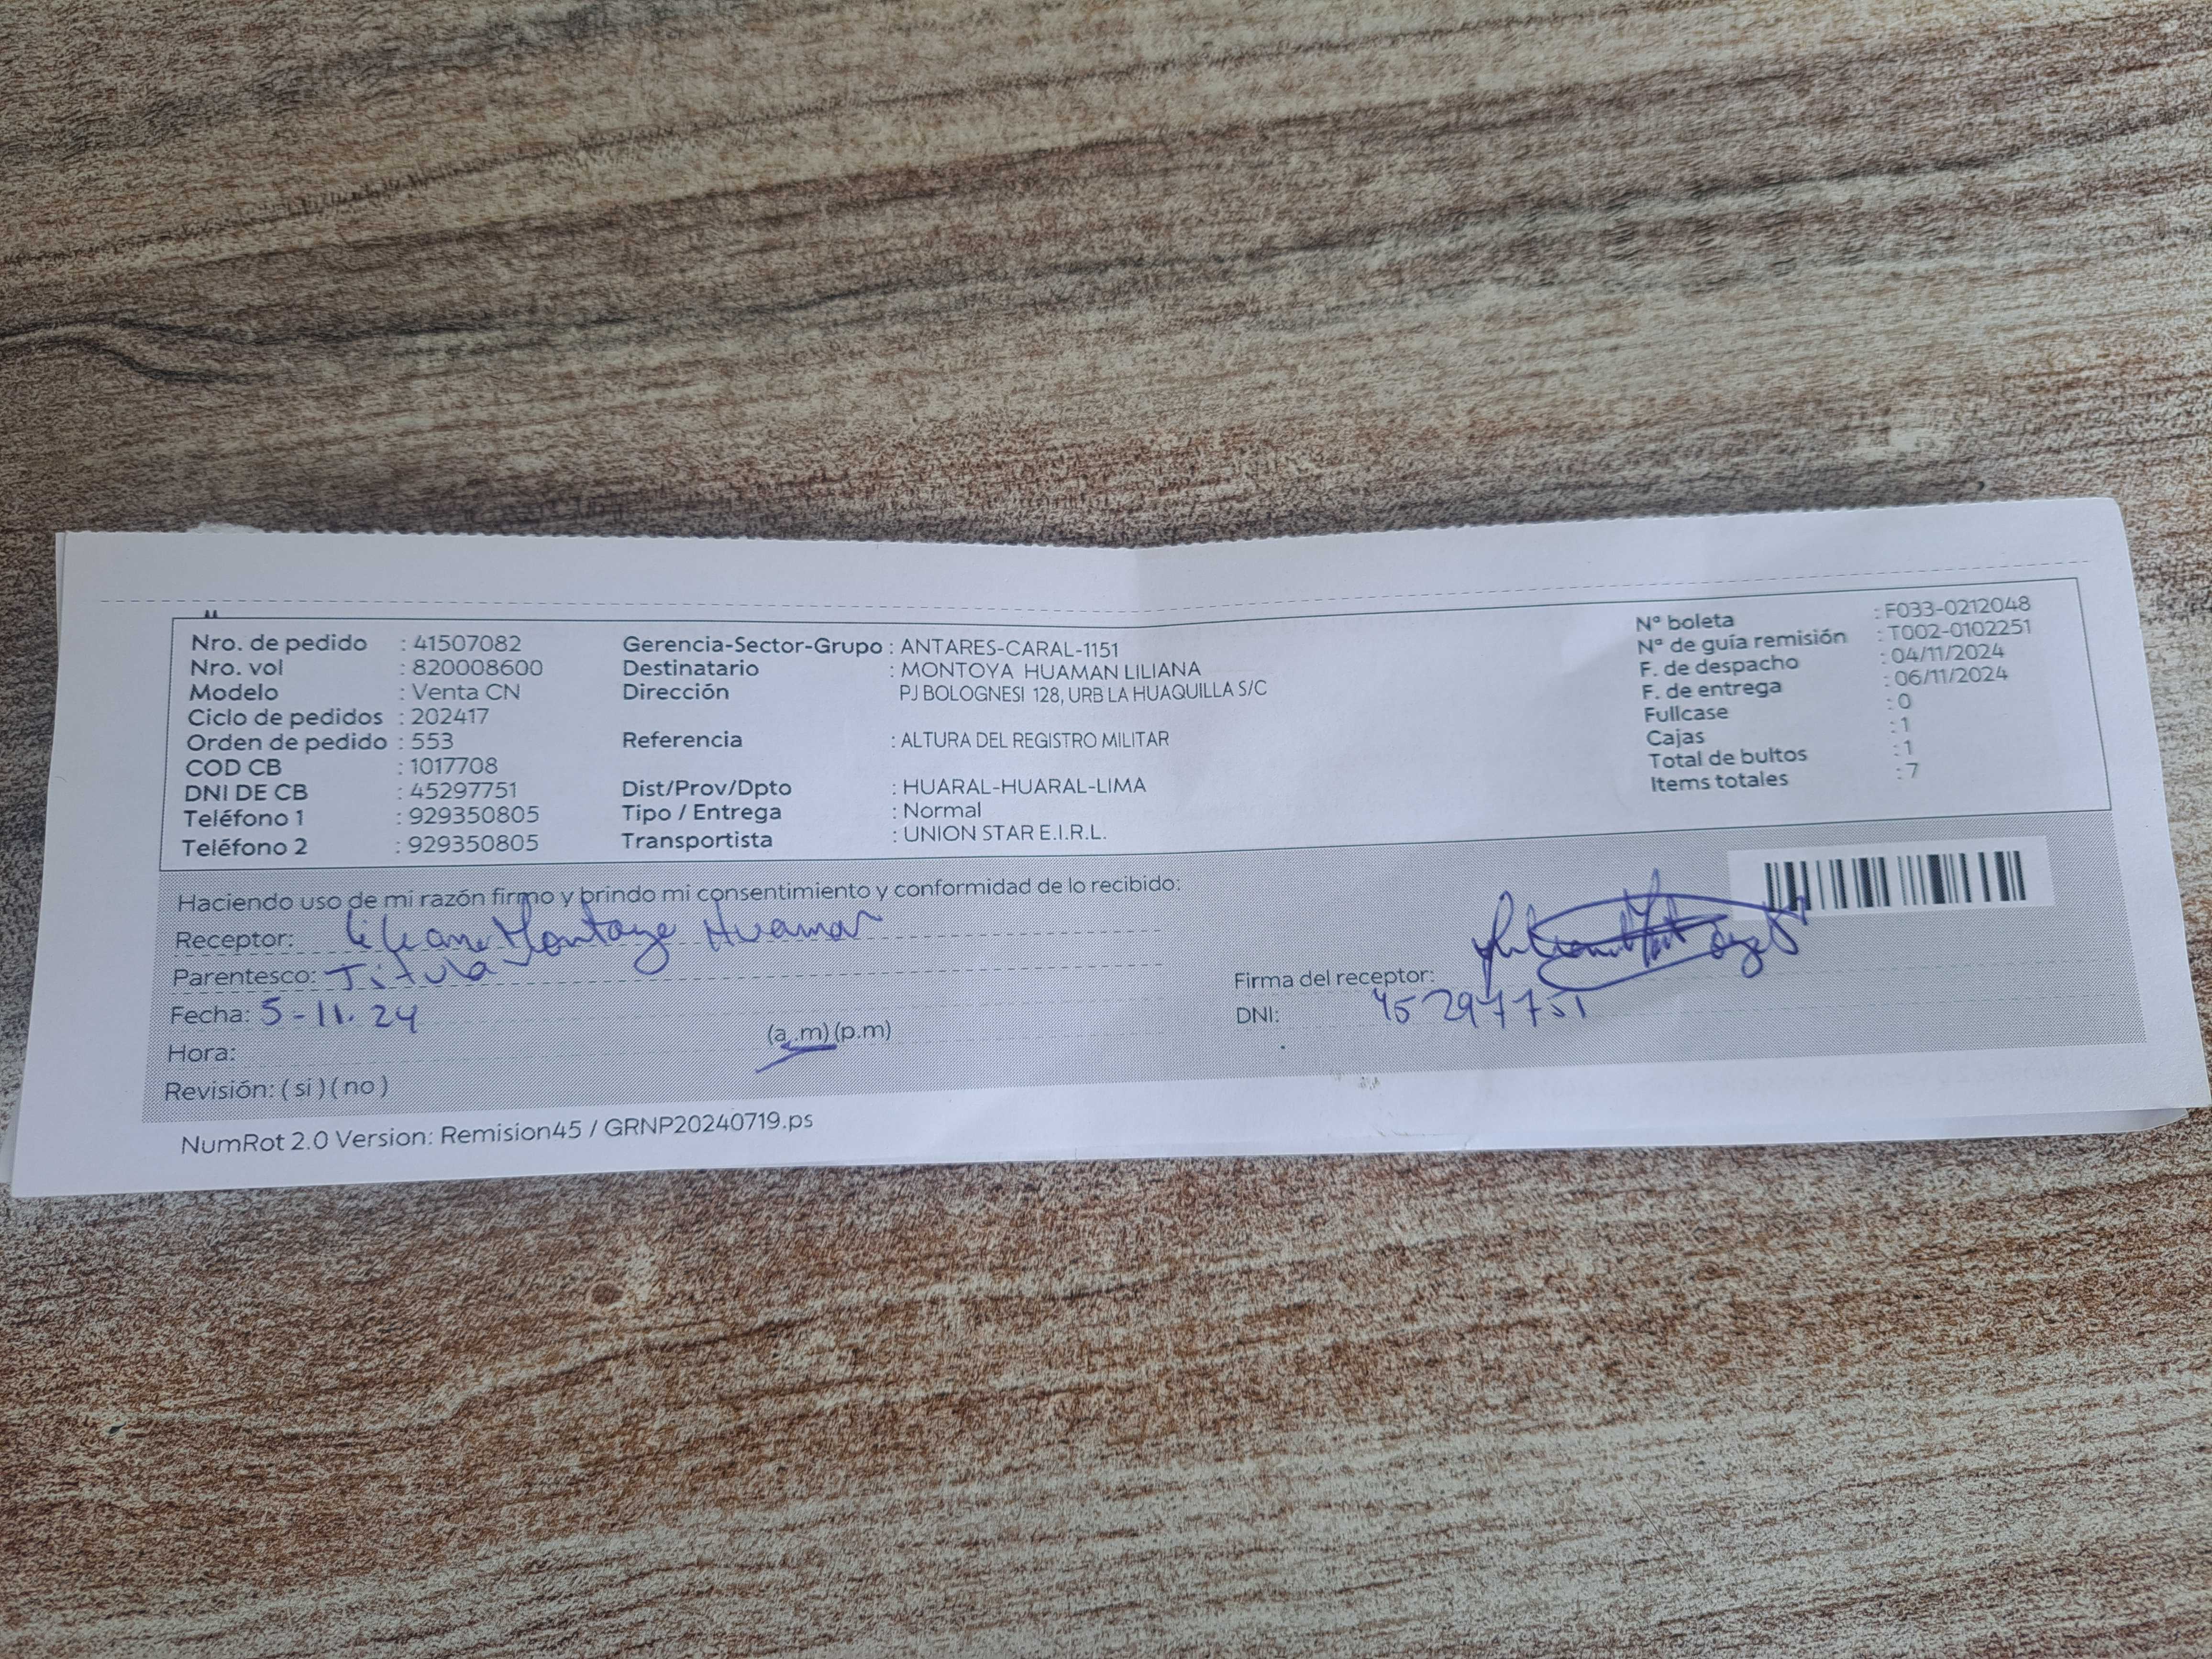 Nro. de pedido : 41507082
Nro. vol : 820008600
Modelo : Venta CN
Ciclo de pedidos : 202417
Orden de pedido : 553
COD CB : 1017708
DNI DE CB : 45297751
Teléfono 1 : 929350805
Teléfono 2 : 929350805
Gerencia-Sector-Grupo : ANTARES-CARAL-1151
Destinatario : MONTOYA HUAMAN LILIANA
Dirección PJ BOLOGNESI 128, URB LA HUAQUILLA S/C
Referencia : ALTURA DEL REGISTRO MILITAR
Dist/Prov/Dpto : HUARAL-HUARAL-LIMA
Tipo / Entrega : Normal
Transportista : UNION STAR E.I.R.L.
Nº boleta : F033-0212048
Nº de guía remisión : T002-0102251
F. de despacho : 04/11/2024
F. de entrega : 06/11/2024
Fullcase : 0
Cajas : 1
Total de bultos : 1
Items totales : 7
Haciendo uso de mi razón firmo y brindo mi consentimiento y conformidad de lo recibido:
Receptor: Liliana Montoya Huaman
Parentesco: Titular
Fecha: 5-11.24
Hora: (a.m) (p.m)
Revisión: ( si ) ( no )
Firma del receptor:
DNI: 45297751
NumRot 2.0 Version: Remision45 / GRNP20240719.ps